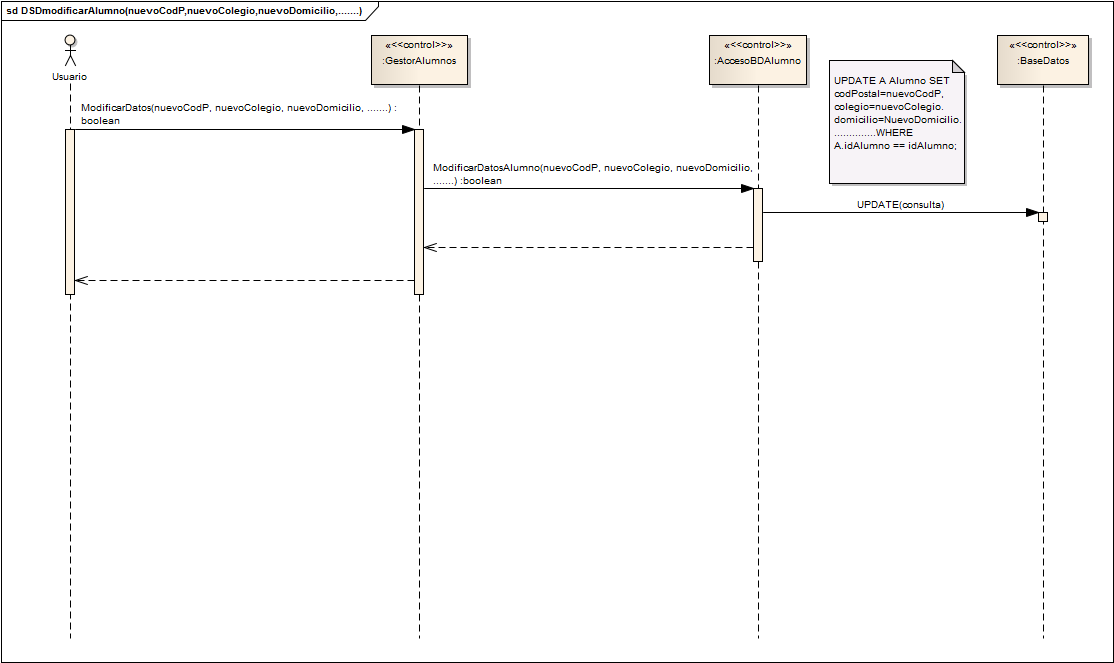 sd DSDmodificarAlumno(nuevoCodP,nuevoColegio,nuevoDomicilio,.......)
Usuario
«<<control>>»
:GestorAlumnos
«<<control>>»
:AccesoBDAlumno
«<<control>>»
:BaseDatos
UPDATE A Alumno SET
codPostal=nuevoCodP,
colegio=nuevoColegio.
domicilio=NuevoDomicilio.
..............WHERE
A.idAlumno == idAlumno;
ModificarDatos(nuevoCodP, nuevoColegio, nuevoDomicilio, .......) :
boolean
ModificarDatosAlumno(nuevoCodP, nuevoColegio, nuevoDomicilio,
.......) :boolean
UPDATE(consulta)